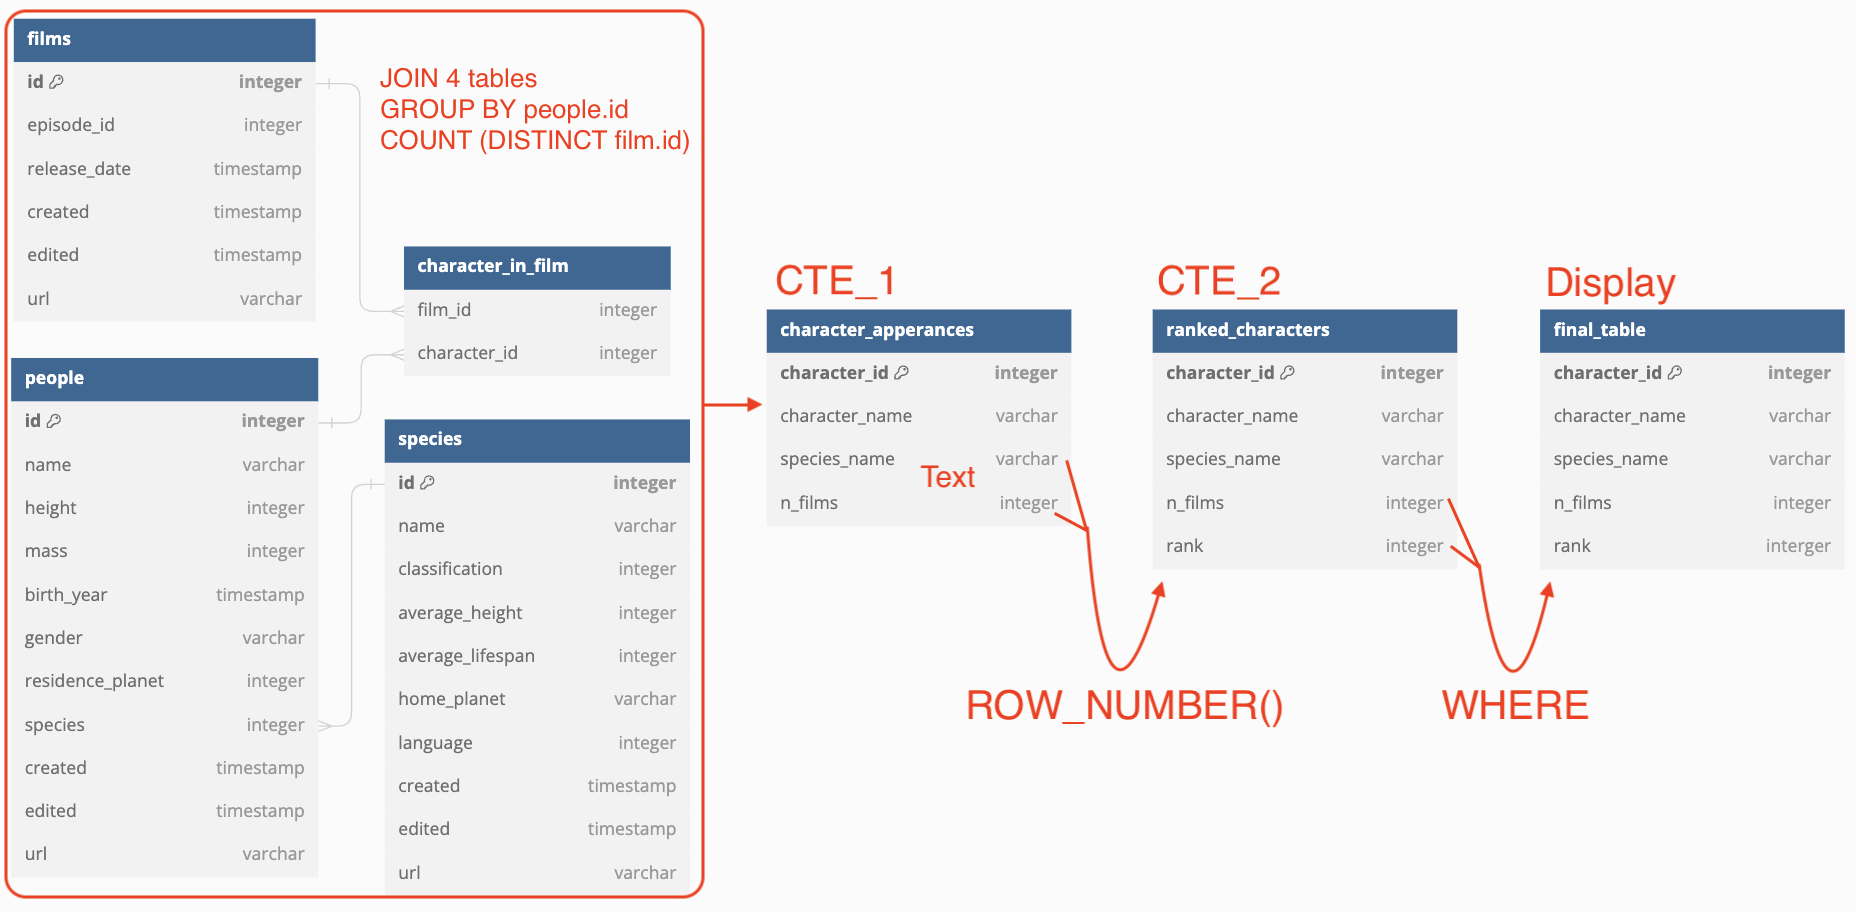 films
id integer
episode_id integer
release_date timestamp
created timestamp
edited timestamp
url varchar
JOIN 4 tables
GROUP BY people.id
COUNT (DISTINCT film.id)
character_in_film
film_id integer
character_id integer
people
id integer
name varchar
height integer
mass integer
birth_year timestamp
gender varchar
residence_planet integer
species integer
created timestamp
edited timestamp
url varchar
species
id integer
name varchar
classification integer
average_height integer
average_lifespan integer
home_planet varchar
language integer
created timestamp
edited timestamp
url varchar
CTE_1
character_apperances
character_id integer
character_name varchar
species_name varchar
Text
n_films integer
ROW_NUMBER()
CTE_2
ranked_characters
character_id integer
character_name varchar
species_name varchar
n_films integer
rank integer
WHERE
Display
final_table
character_id integer
character_name varchar
species_name varchar
n_films integer
rank interger